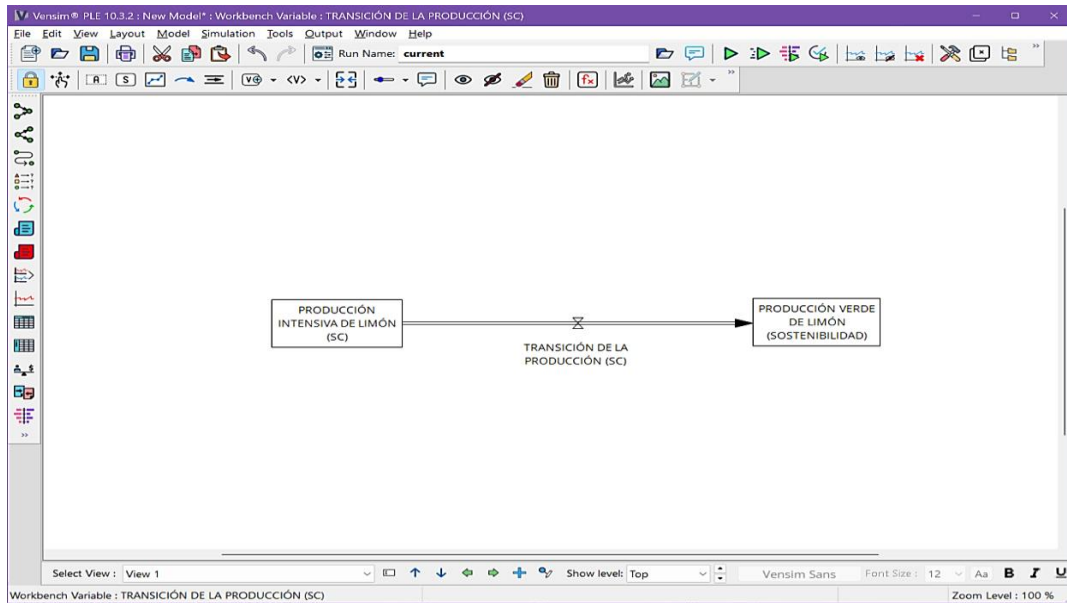 Vensim® PLE 10.3.2 : New Model* : Workbench Variable : TRANSICIÓN DE LA PRODUCCIÓN (SC)
File Edit View Layout Model Simulation Tools Output Window Help
Run Name: current
PRODUCCIÓN
INTENSIVA DE LIMÓN
(SC)
TRANSICIÓN DE LA
PRODUCCIÓN (SC)
PRODUCCIÓN VERDE
DE LIMÓN
(SOSTENIBILIDAD)
Select View : View 1 Show level: Top Vensim Sans Font Size : 12 Aa B I U
Workbench Variable : TRANSICIÓN DE LA PRODUCCIÓN (SC) Zoom Level : 100 %